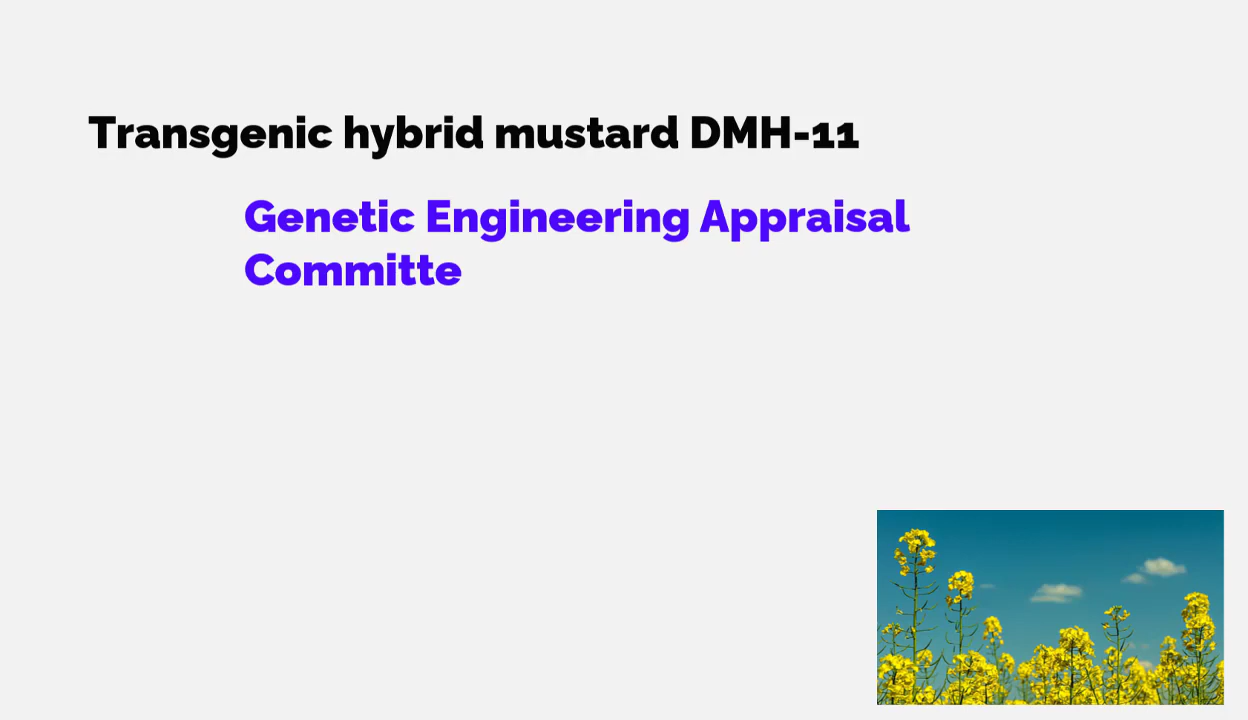 Transgenic hybrid mustard DMH-11
Genetic Engineering Appraisal
Committe